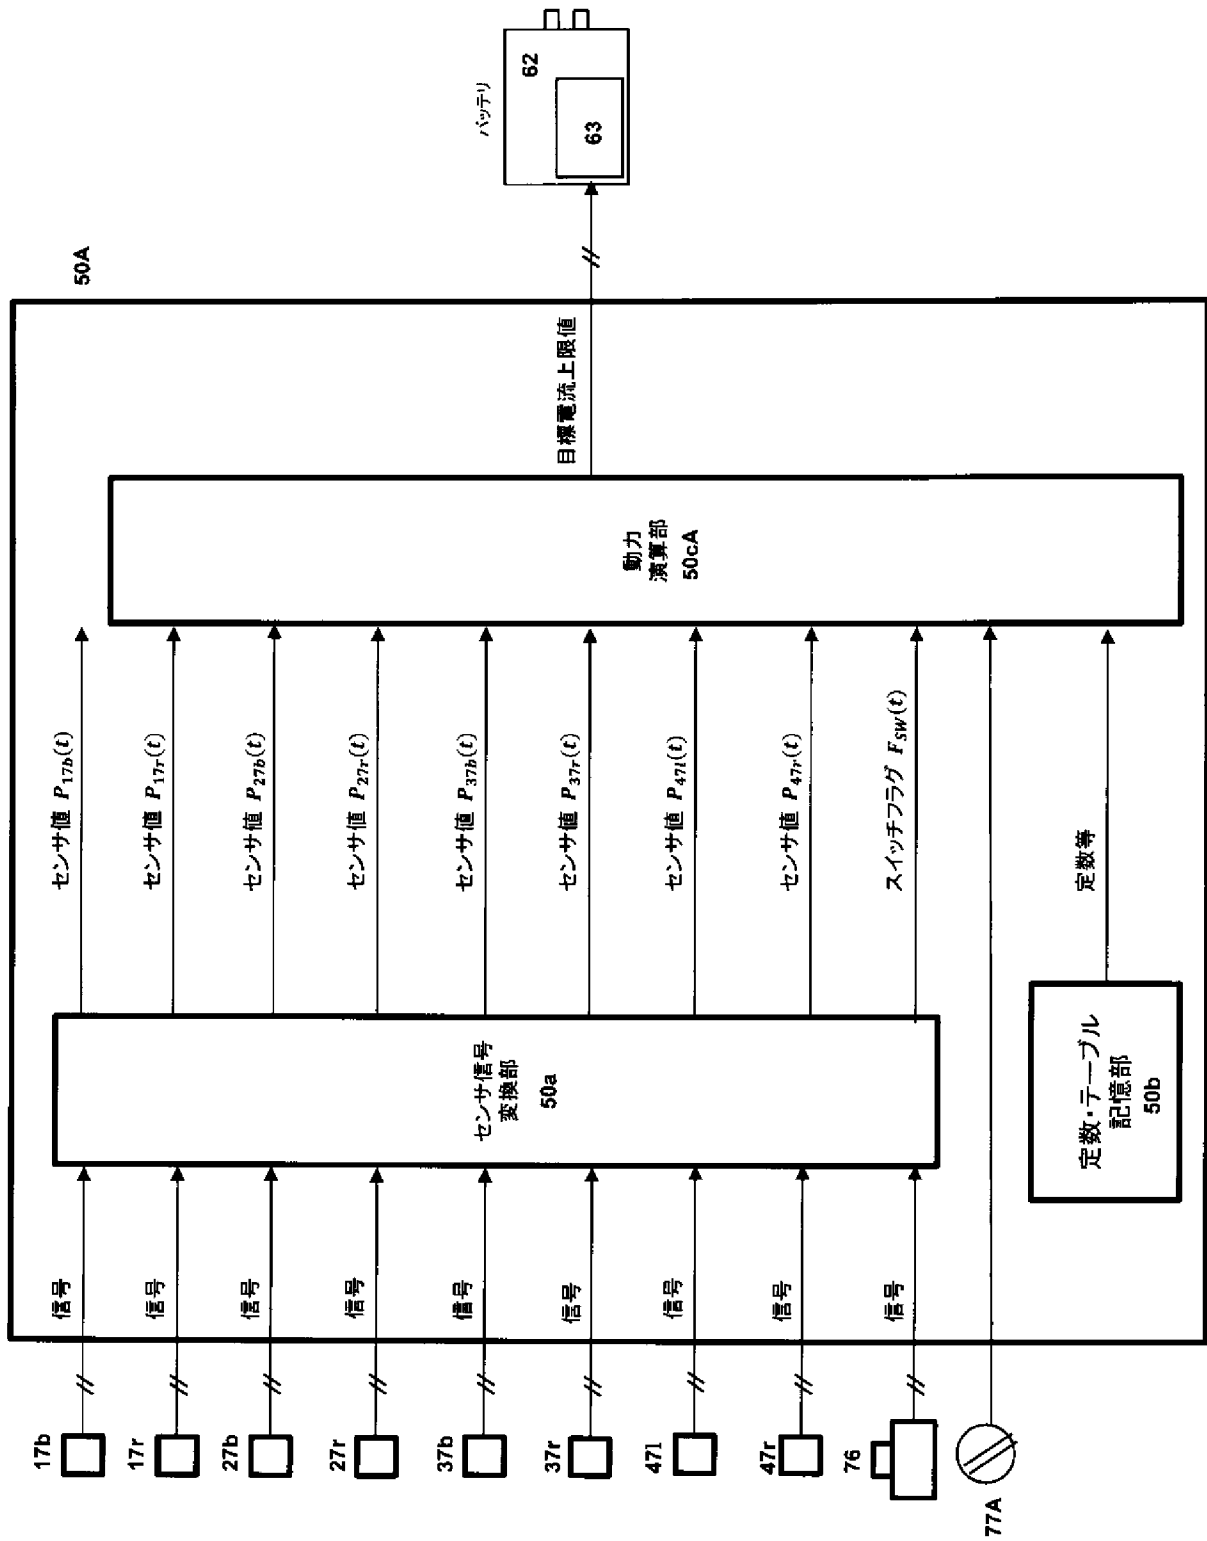 50A
17b
17r
27b
27r
37b
37r
47l
47r
76
77A
信号
信号
信号
信号
信号
信号
信号
信号
信号
センサ信号
変換部
50a
定数・テーブル
記憶部
50b
センサ値 P17b(t)
センサ値 P17r(t)
センサ値 P27b(t)
センサ値 P27r(t)
センサ値 P37b(t)
センサ値 P37r(t)
センサ値 P47l(t)
センサ値 P47r(t)
スイッチフラグ FSW(t)
定数等
動力
演算部
50cA
目標電流上限値
バッテリ
62
63